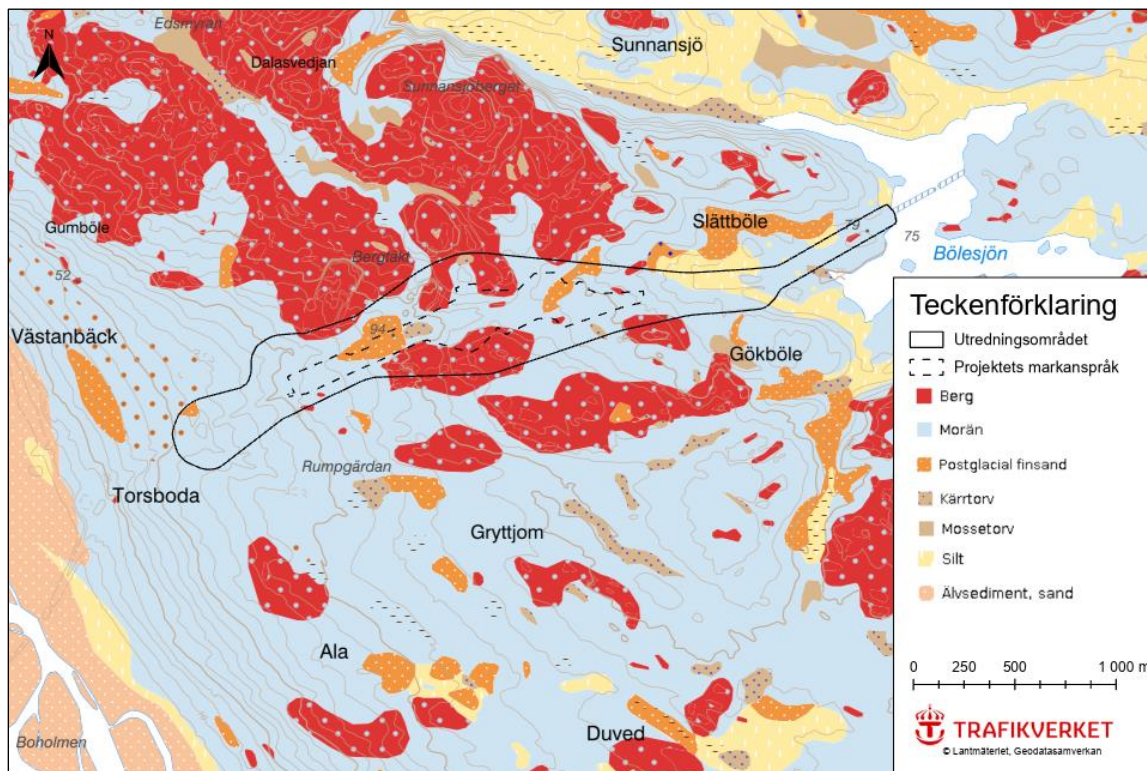 Edsmyran
Sunnansjö
N
Dalasvedjan
Sunnansjöberget
Slättböle
Gumböle
79
75
Bölesjön
Bergtäkt
52
Västanbäck
94
Gökböle
Rumpgärdan
Torsboda
Gryttjom
Ala
Duved
Boholmen
Teckenförklaring
Utredningsområdet
Projektets markanspråk
Berg
Morän
Postglacial finsand
Kärrtorv
Mossetorv
Silt
Älvsediment, sand
0 250 500 1 000 m
TRAFIKVERKET
© Lantmäteriet, Geodatasamverkan